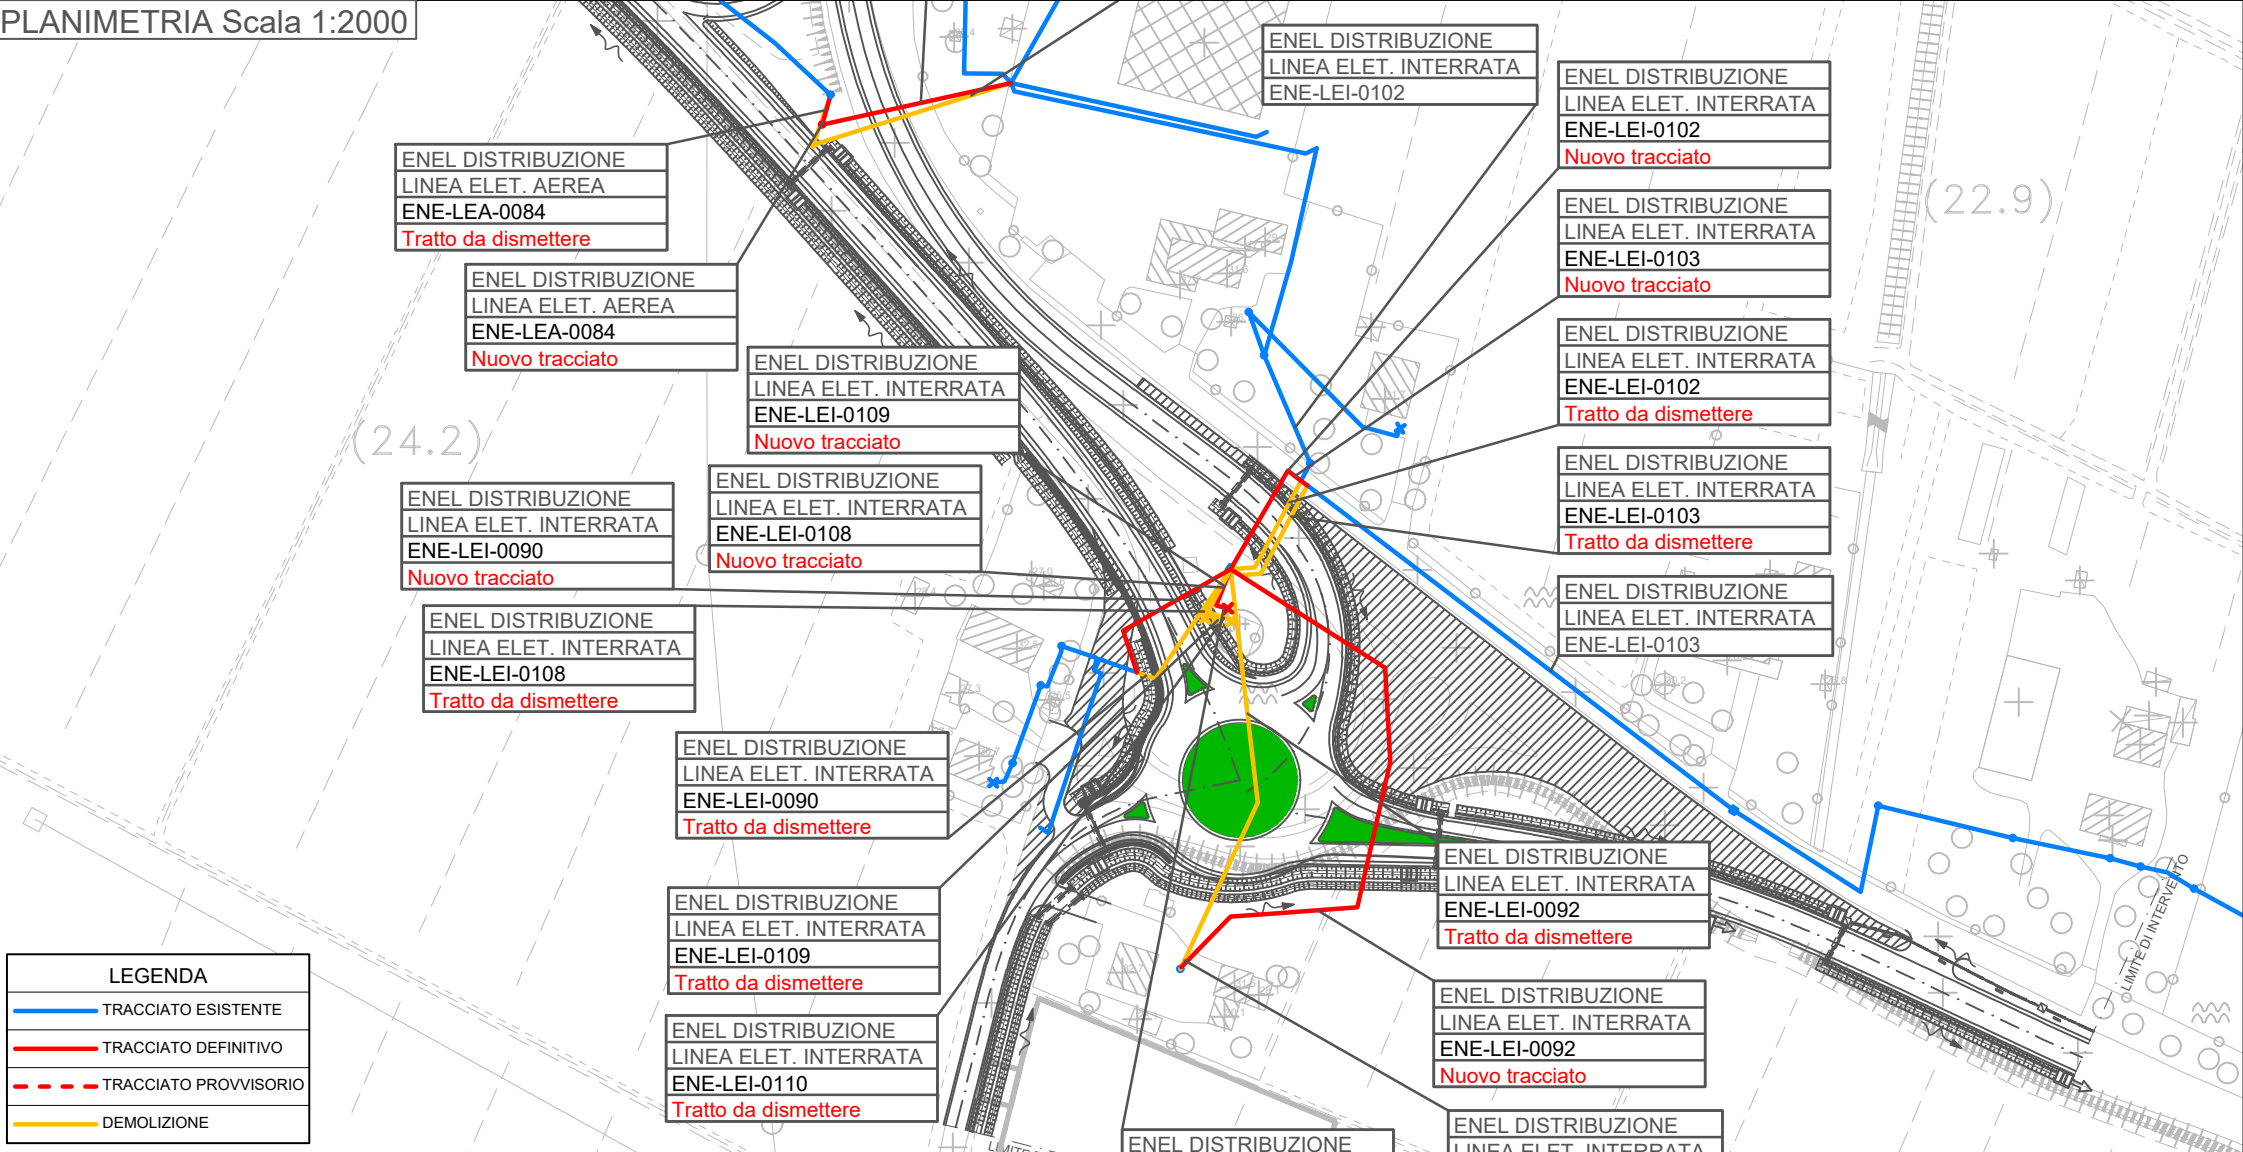 PLANIMETRIA Scala 1:2000
ENEL DISTRIBUZIONE
LINEA ELET. INTERRATA
ENE-LEI-0102
ENEL DISTRIBUZIONE
LINEA ELET. INTERRATA
ENE-LEI-0102
Nuovo tracciato
ENEL DISTRIBUZIONE
LINEA ELET. AEREA
ENE-LEA-0084
Tratto da dismettere
ENEL DISTRIBUZIONE
LINEA ELET. INTERRATA
ENE-LEI-0103
Nuovo tracciato
(22.9)
ENEL DISTRIBUZIONE
LINEA ELET. AEREA
ENE-LEA-0084
Nuovo tracciato
ENEL DISTRIBUZIONE
LINEA ELET. INTERRATA
ENE-LEI-0102
Tratto da dismettere
ENEL DISTRIBUZIONE
LINEA ELET. INTERRATA
ENE-LEI-0109
Nuovo tracciato
(24.2)
ENEL DISTRIBUZIONE
LINEA ELET. INTERRATA
ENE-LEI-0103
Tratto da dismettere
ENEL DISTRIBUZIONE
LINEA ELET. INTERRATA
ENE-LEI-0108
Nuovo tracciato
ENEL DISTRIBUZIONE
LINEA ELET. INTERRATA
ENE-LEI-0090
Nuovo tracciato
ENEL DISTRIBUZIONE
LINEA ELET. INTERRATA
ENE-LEI-0103
ENEL DISTRIBUZIONE
LINEA ELET. INTERRATA
ENE-LEI-0108
Tratto da dismettere
ENEL DISTRIBUZIONE
LINEA ELET. INTERRATA
ENE-LEI-0090
Tratto da dismettere
ENEL DISTRIBUZIONE
LINEA ELET. INTERRATA
ENE-LEI-0092
Tratto da dismettere
LIMITE DI INTERVENTO
ENEL DISTRIBUZIONE
LINEA ELET. INTERRATA
ENE-LEI-0109
Tratto da dismettere
ENEL DISTRIBUZIONE
LINEA ELET. INTERRATA
ENE-LEI-0092
Nuovo tracciato
ENEL DISTRIBUZIONE
LINEA ELET. INTERRATA
ENE-LEI-0110
Tratto da dismettere
LEGENDA
TRACCIATO ESISTENTE
TRACCIATO DEFINITIVO
TRACCIATO PROVVISORIO
DEMOLIZIONE
ENEL DISTRIBUZIONE
ENEL DISTRIBUZIONE
LINEA ELET. INTERRATA